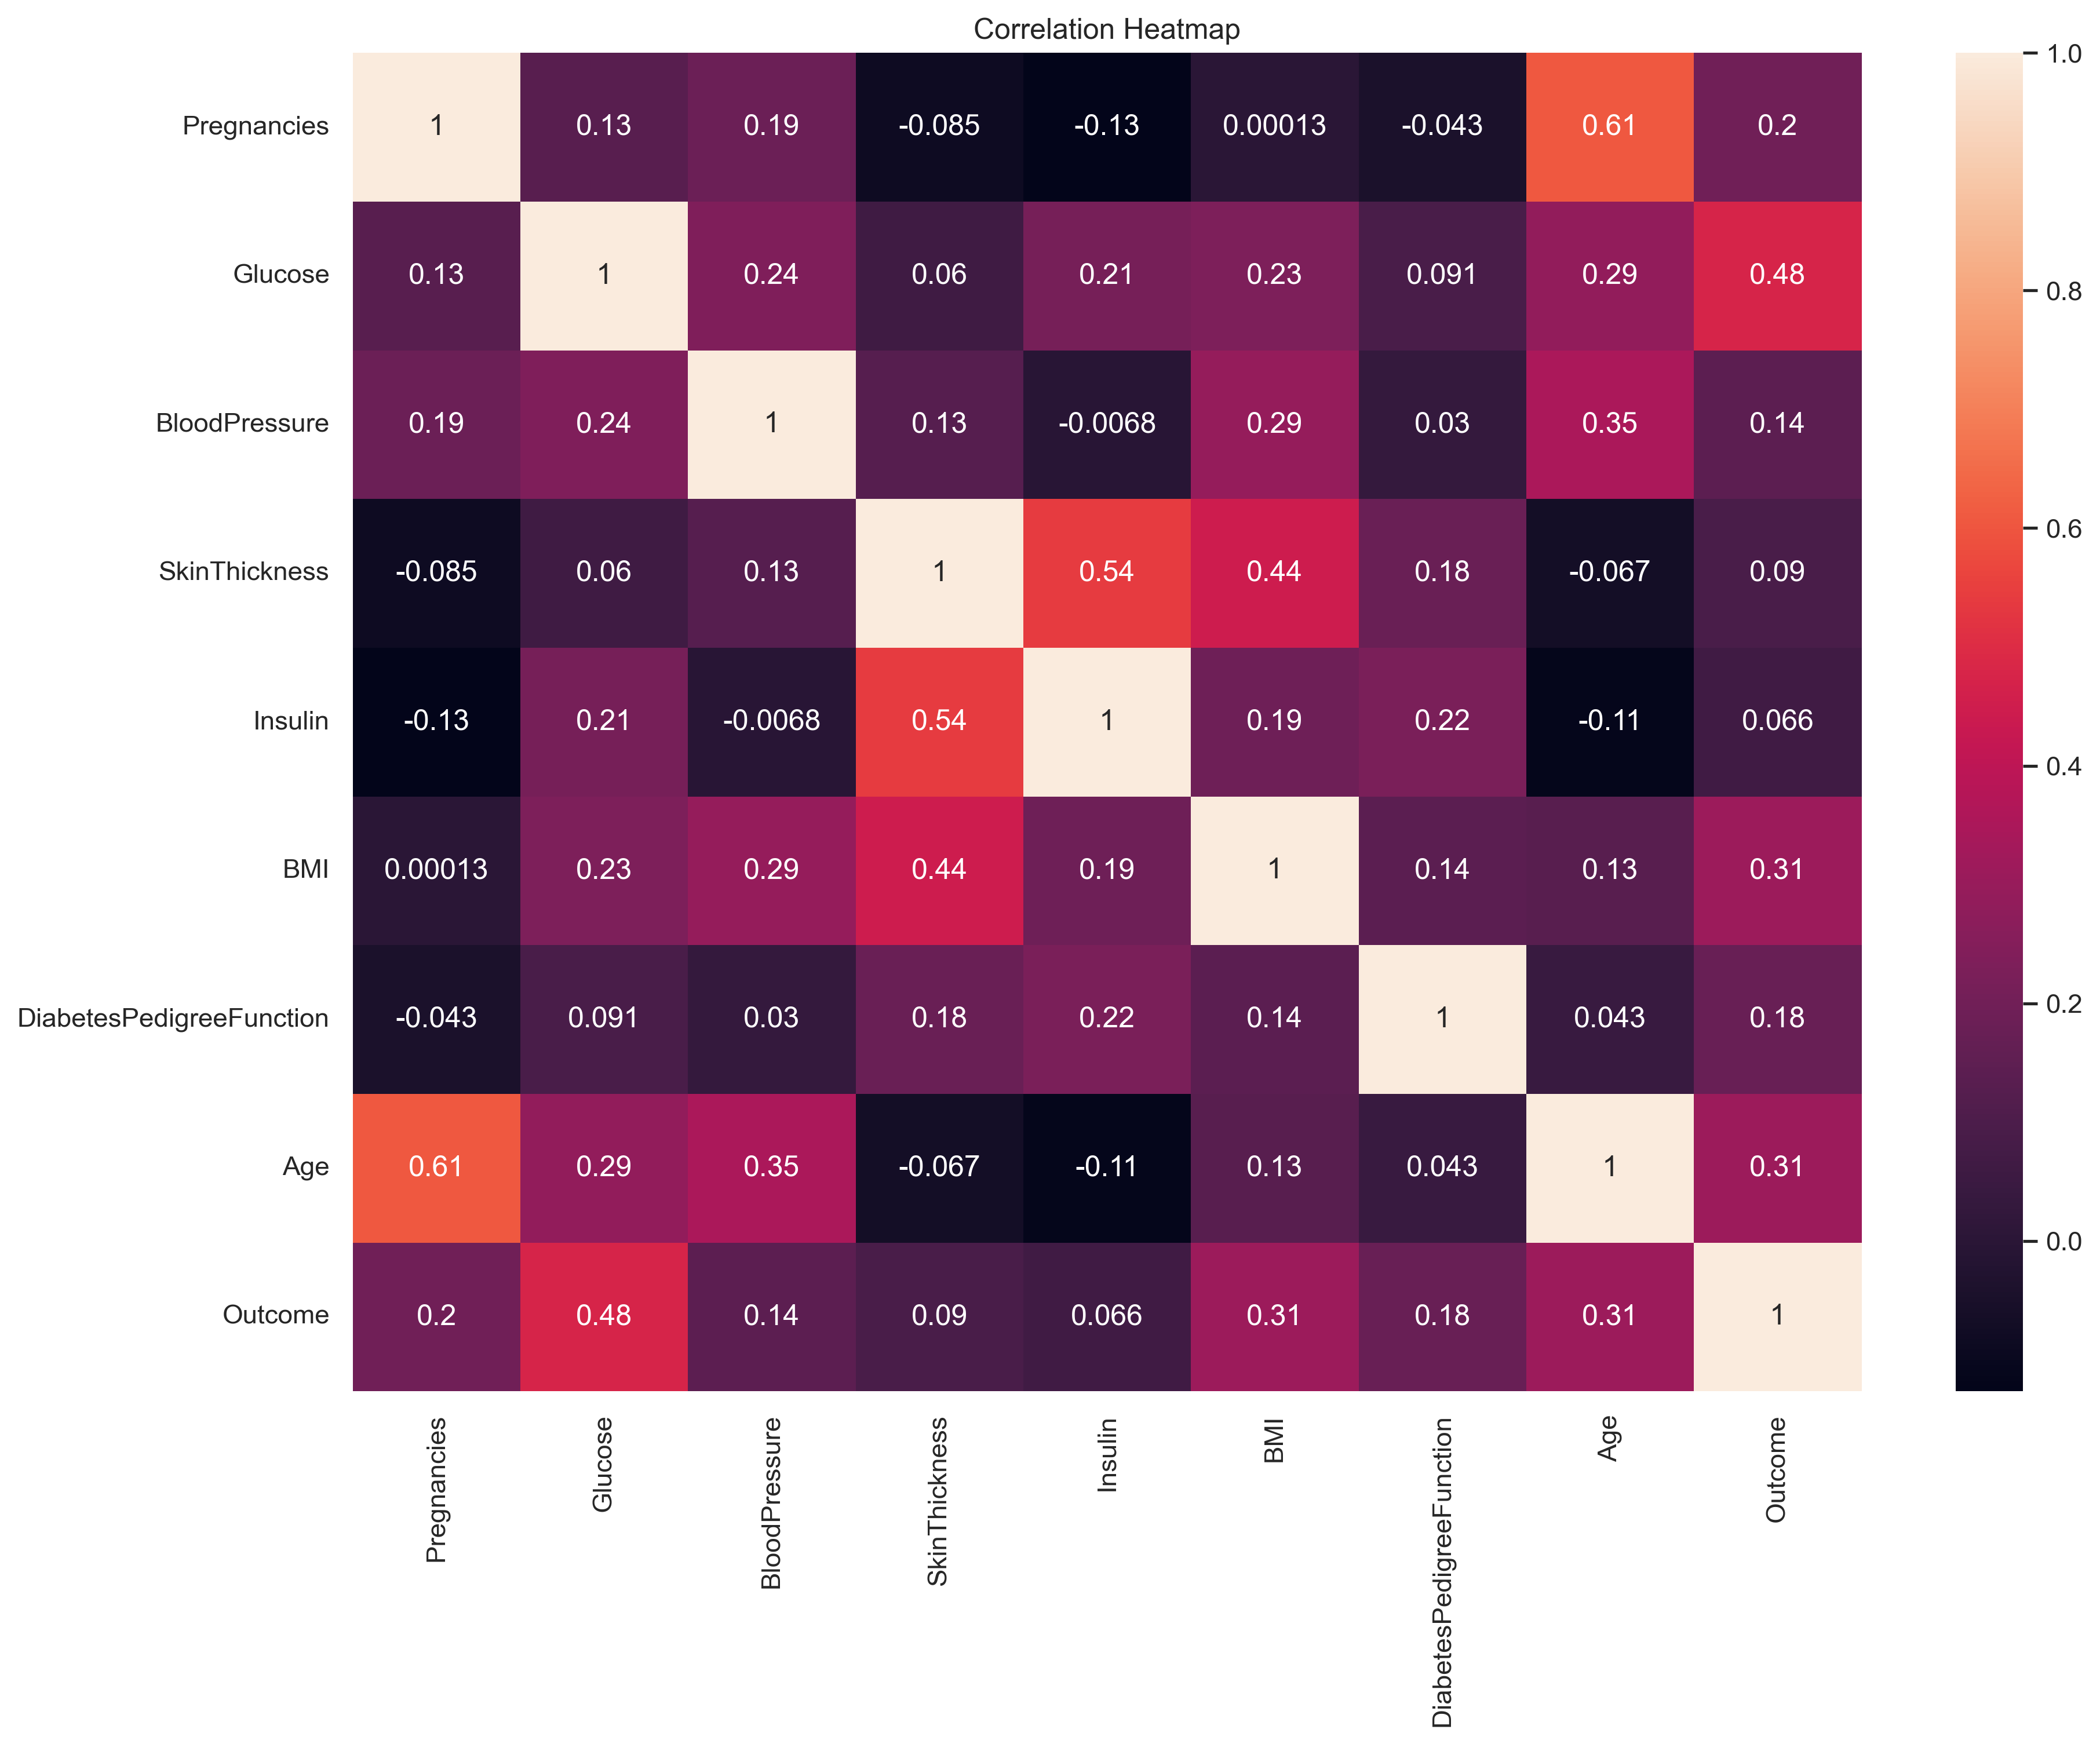 Correlation Heatmap
Pregnancies 1 0.13 0.19 -0.085 -0.13 0.00013 -0.043 0.61 0.2
Glucose 0.13 1 0.24 0.06 0.21 0.23 0.091 0.29 0.48
BloodPressure 0.19 0.24 1 0.13 -0.0068 0.29 0.03 0.35 0.14
SkinThickness -0.085 0.06 0.13 1 0.54 0.44 0.18 -0.067 0.09
Insulin -0.13 0.21 -0.0068 0.54 1 0.19 0.22 -0.11 0.066
BMI 0.00013 0.23 0.29 0.44 0.19 1 0.14 0.13 0.31
DiabetesPedigreeFunction -0.043 0.091 0.03 0.18 0.22 0.14 1 0.043 0.18
Age 0.61 0.29 0.35 -0.067 -0.11 0.13 0.043 1 0.31
Outcome 0.2 0.48 0.14 0.09 0.066 0.31 0.18 0.31 1
Pregnancies
Glucose
BloodPressure
SkinThickness
Insulin
BMI
DiabetesPedigreeFunction
Age
Outcome
1.0
0.8
0.6
0.4
0.2
0.0